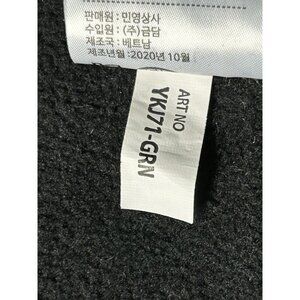 판매원 : 민영상사
수입원 : (주)금담
제조국 : 베트남
제조년월 : 2020년 10월
ART NO
YKJ71-GRN